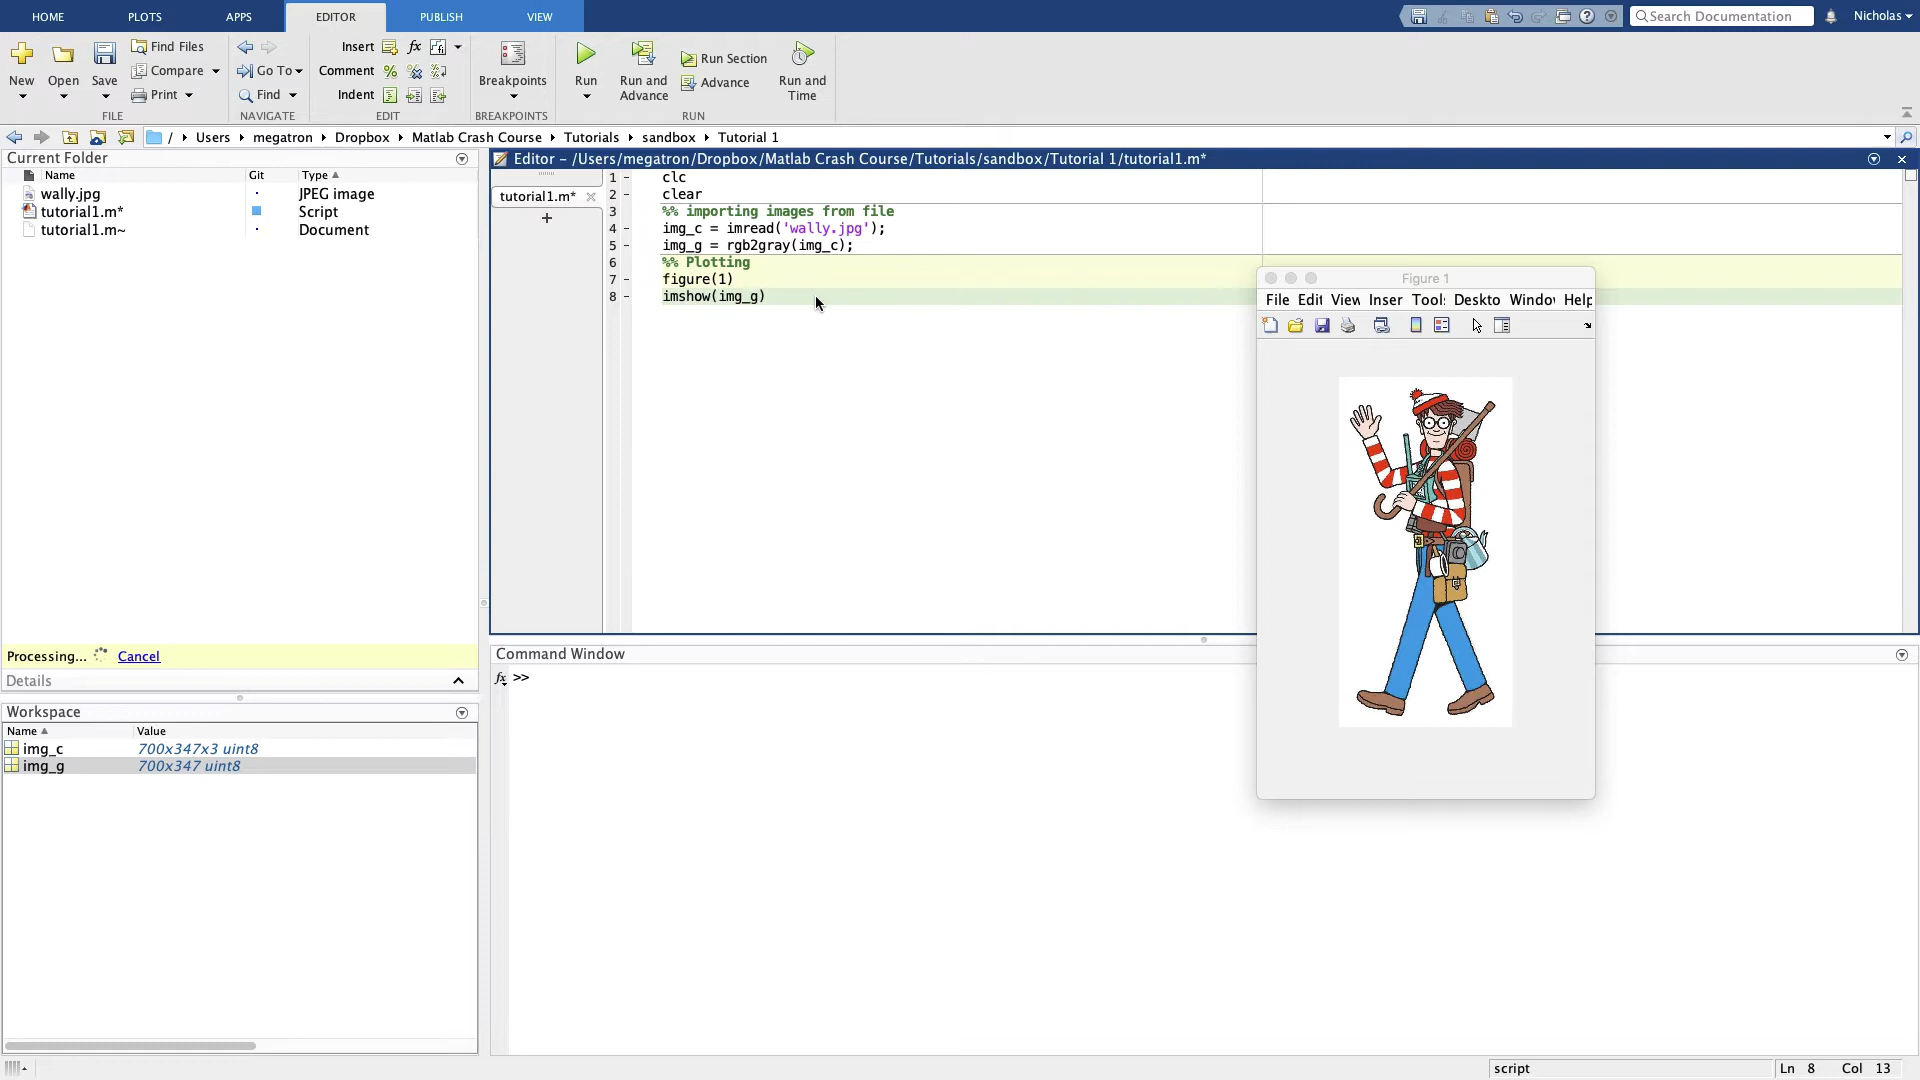 HOME PLOTS APPS EDITOR PUBLISH VIEW Search Documentation Nicholas
New Open Save Find Files Compare Print
Go To Find
Insert fx
Comment
Indent
Breakpoints
Run Run and Advance Run Section Advance Run and Time
FILE NAVIGATE EDIT BREAKPOINTS RUN
/ Users megatron Dropbox Matlab Crash Course Tutorials sandbox Tutorial 1
Current Folder
Name Git Type
wally.jpg JPEG image
tutorial1.m* Script
tutorial1.m~ Document
Processing... Cancel
Details
Workspace
Name Value
img_c 700x347x3 uint8
img_g 700x347 uint8
Editor – /Users/megatron/Dropbox/Matlab Crash Course/Tutorials/sandbox/Tutorial 1/tutorial1.m*
tutorial1.m*
+
1 – clc
2 – clear
3 %% importing images from file
4 – img_c = imread('wally.jpg');
5 – img_g = rgb2gray(img_c);
6 %% Plotting
7 – figure(1)
8 – imshow(img_g)
Figure 1
File Edit View Inser Tool: Deskto Windo Help
Command Window
fx >>
script Ln 8 Col 13